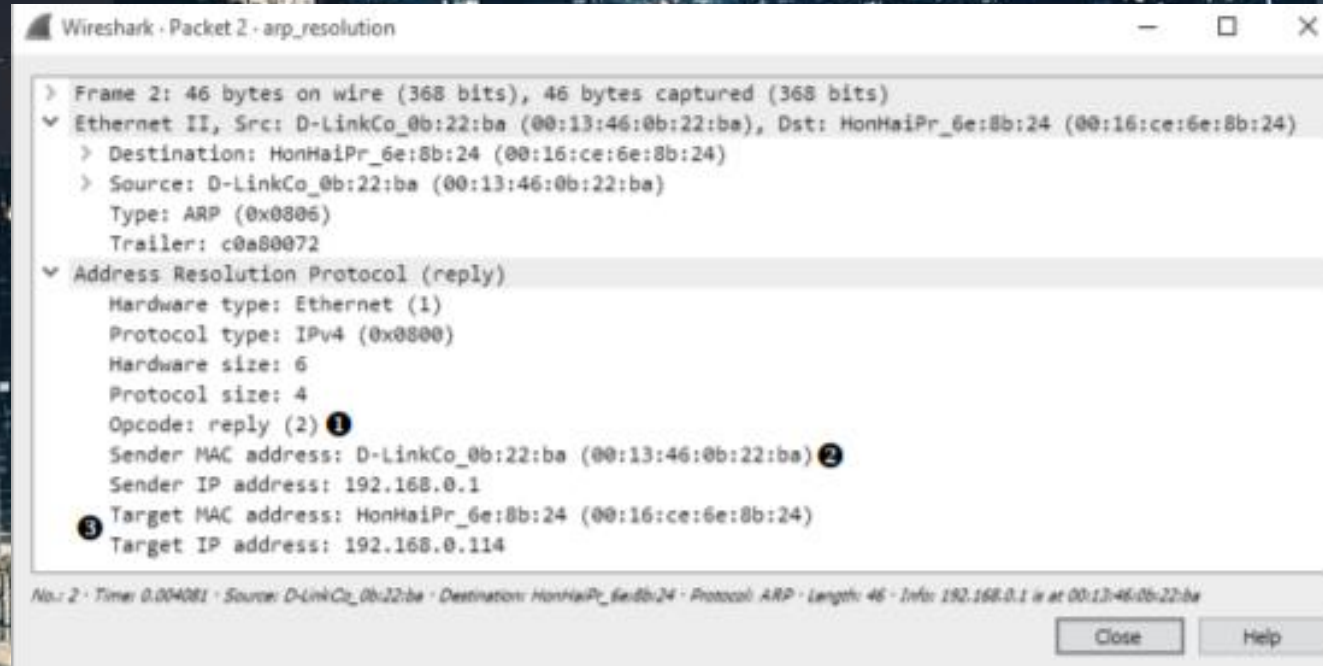 Wireshark · Packet 2 · arp_resolution
Frame 2: 46 bytes on wire (368 bits), 46 bytes captured (368 bits)
Ethernet II, Src: D-LinkCo_0b:22:ba (00:13:46:0b:22:ba), Dst: HonHaiPr_6e:8b:24 (00:16:ce:6e:8b:24)
Destination: HonHaiPr_6e:8b:24 (00:16:ce:6e:8b:24)
Source: D-LinkCo_0b:22:ba (00:13:46:0b:22:ba)
Type: ARP (0x0806)
Trailer: c0a80072
Address Resolution Protocol (reply)
Hardware type: Ethernet (1)
Protocol type: IPv4 (0x0800)
Hardware size: 6
Protocol size: 4
Opcode: reply (2) ❶
Sender MAC address: D-LinkCo_0b:22:ba (00:13:46:0b:22:ba) ❷
Sender IP address: 192.168.0.1
❸ Target MAC address: HonHaiPr_6e:8b:24 (00:16:ce:6e:8b:24)
Target IP address: 192.168.0.114
No.: 2 · Time: 0.004081 · Source: D-LinkCo_0b:22:ba · Destination: HonHaiPr_6e:8b:24 · Protocol: ARP · Length: 46 · Info: 192.168.0.1 is at 00:13:46:0b:22:ba
Close Help